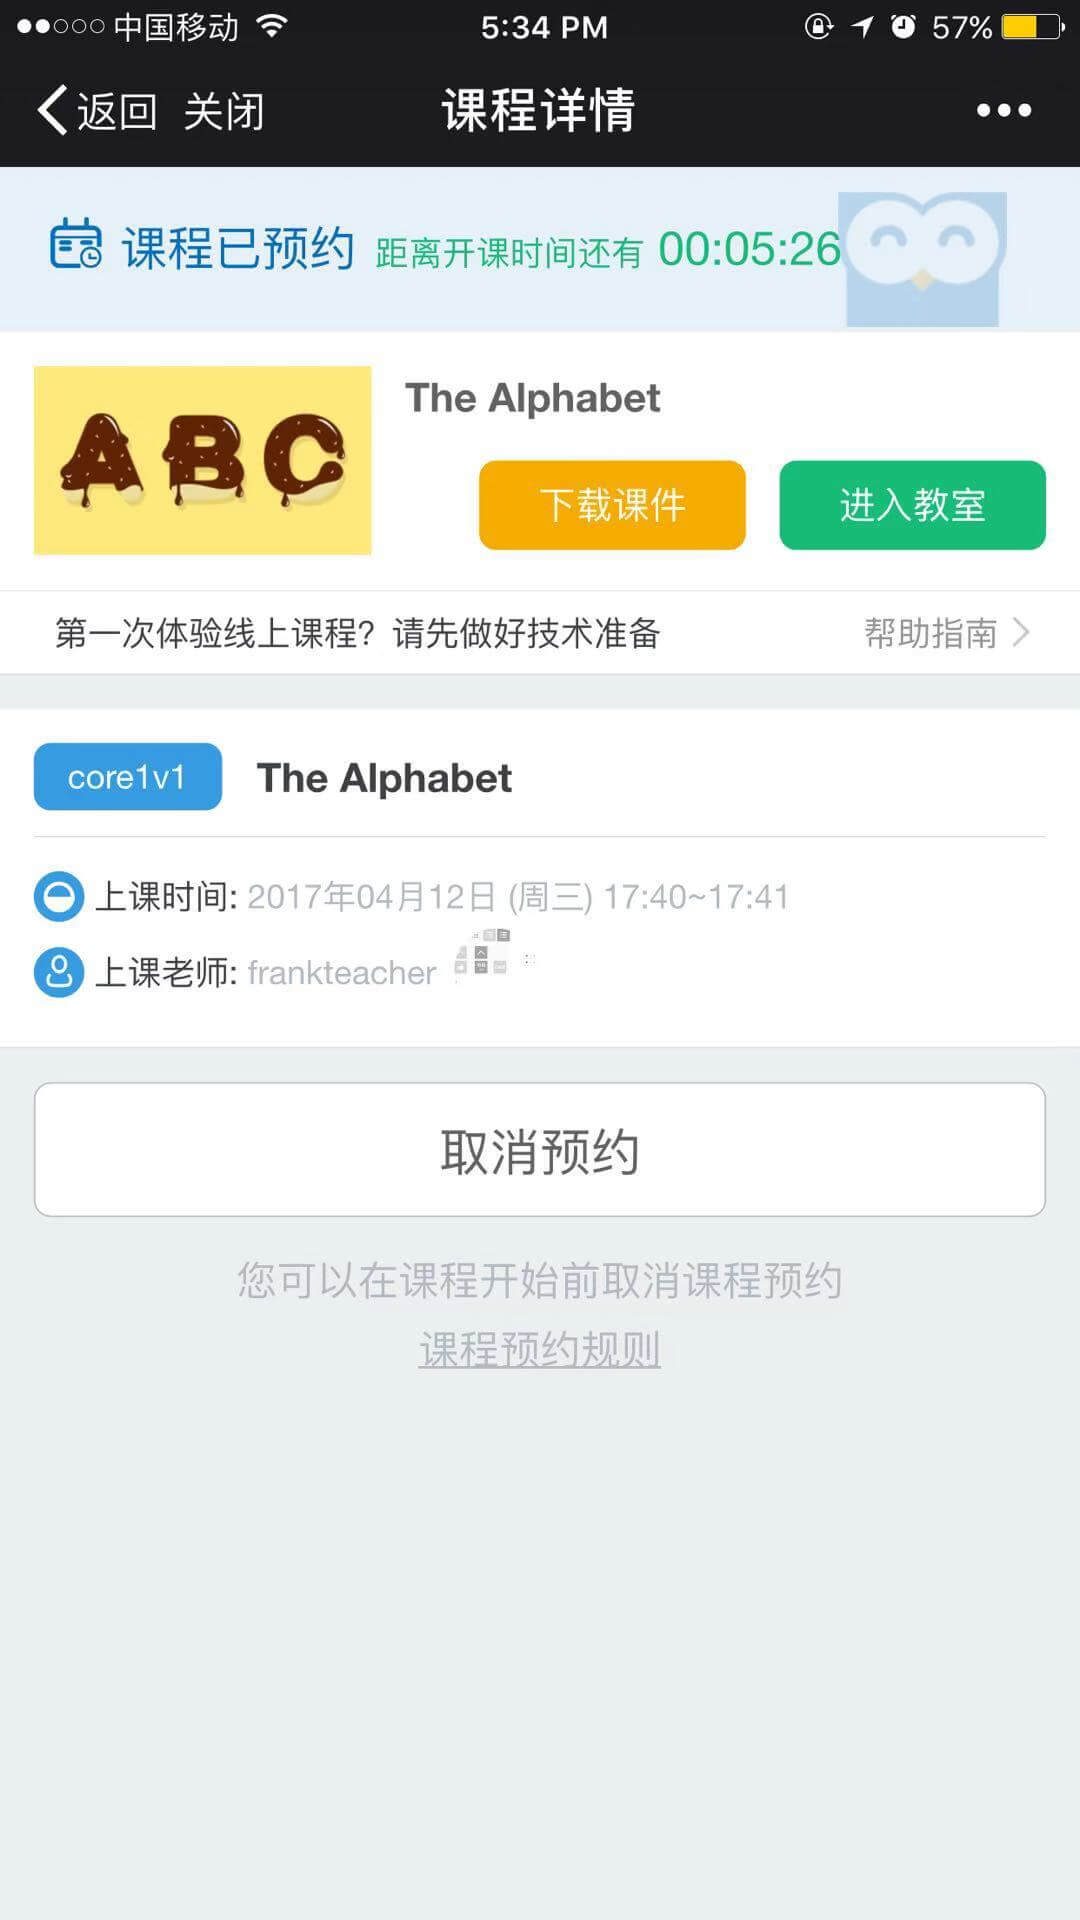 中国移动 5:34 PM 57%
返回 关闭 课程详情
课程已预约 距离开课时间还有 00:05:26
ABC
The Alphabet
下载课件 进入教室
第一次体验线上课程？请先做好技术准备 帮助指南
core1v1 The Alphabet
上课时间: 2017年04月12日 (周三) 17:40~17:41
上课老师: frankteacher
取消预约
您可以在课程开始前取消课程预约
课程预约规则